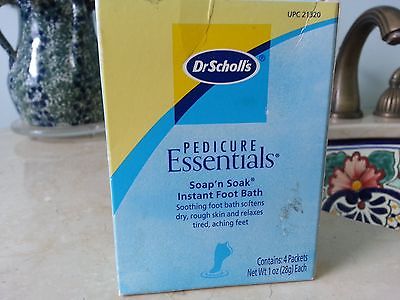 UPC 21320
Dr Scholl's®
PEDICURE
Essentials®
Soap'n Soak®
Instant Foot Bath
Soothing foot bath softens
dry, rough skin and relaxes
tired, aching feet
Contains: 4 Packets
Net Wt 1 oz (28g) Each